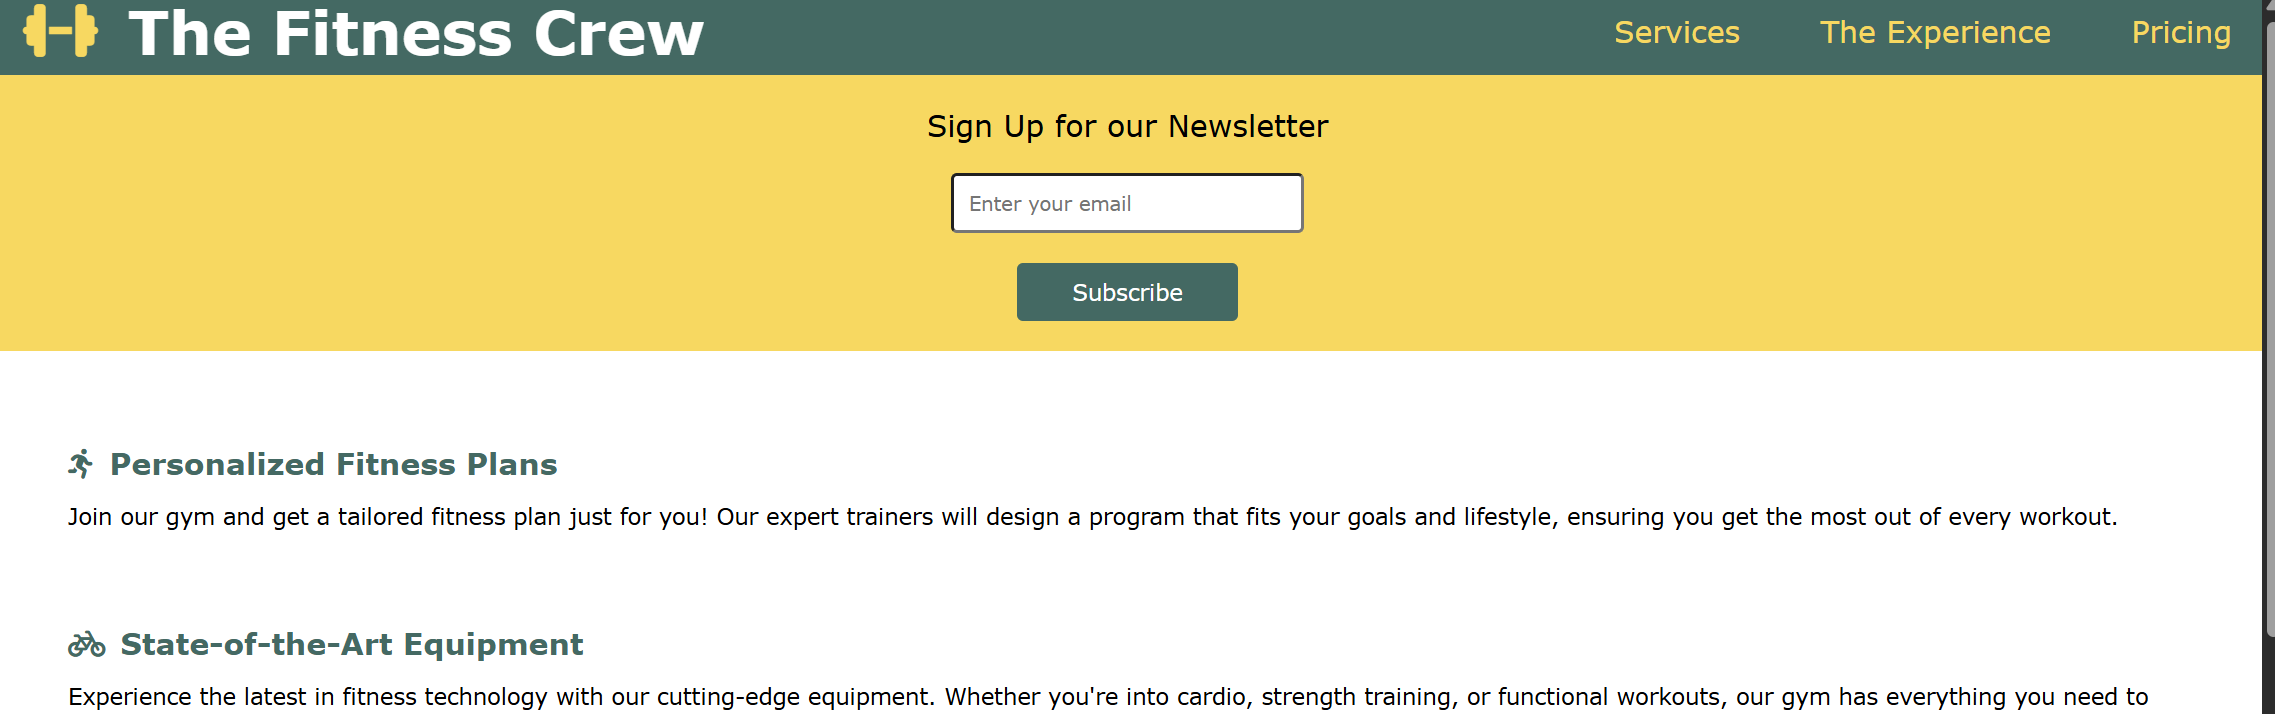 The Fitness Crew
Services
The Experience
Pricing
Sign Up for our Newsletter
Enter your email
Subscribe
Personalized Fitness Plans
Join our gym and get a tailored fitness plan just for you! Our expert trainers will design a program that fits your goals and lifestyle, ensuring you get the most out of every workout.
State-of-the-Art Equipment
Experience the latest in fitness technology with our cutting-edge equipment. Whether you're into cardio, strength training, or functional workouts, our gym has everything you need to